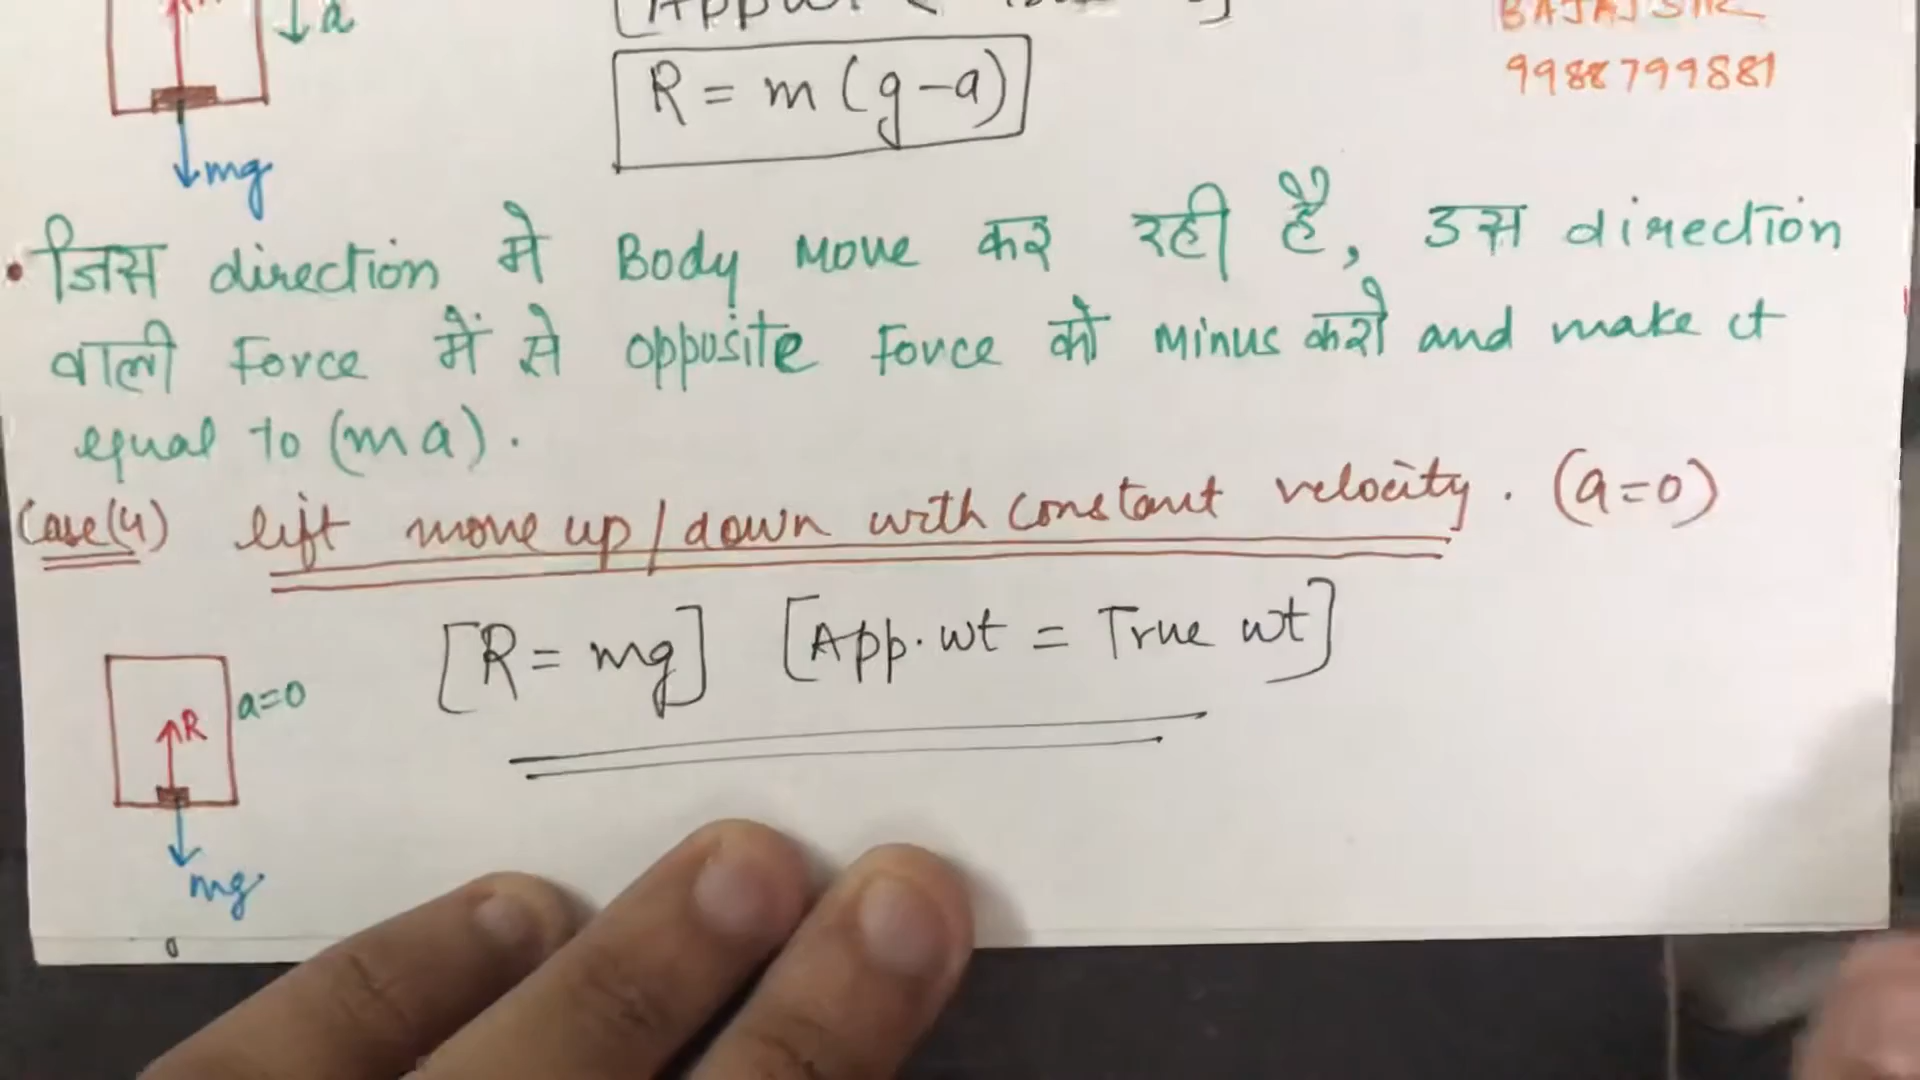 a
BAJAJ SIR
R = m (g-a)
9988799881
mg
• जिस direction मे Body move कर रही है, उस direction
वाली Force में से opposite Force को minus करो and make it
equal to (ma).
Case(4) lift move up/down with constant velocity. (a=0)
[R = mg] [App. wt = True wt]
a=0
R
mg